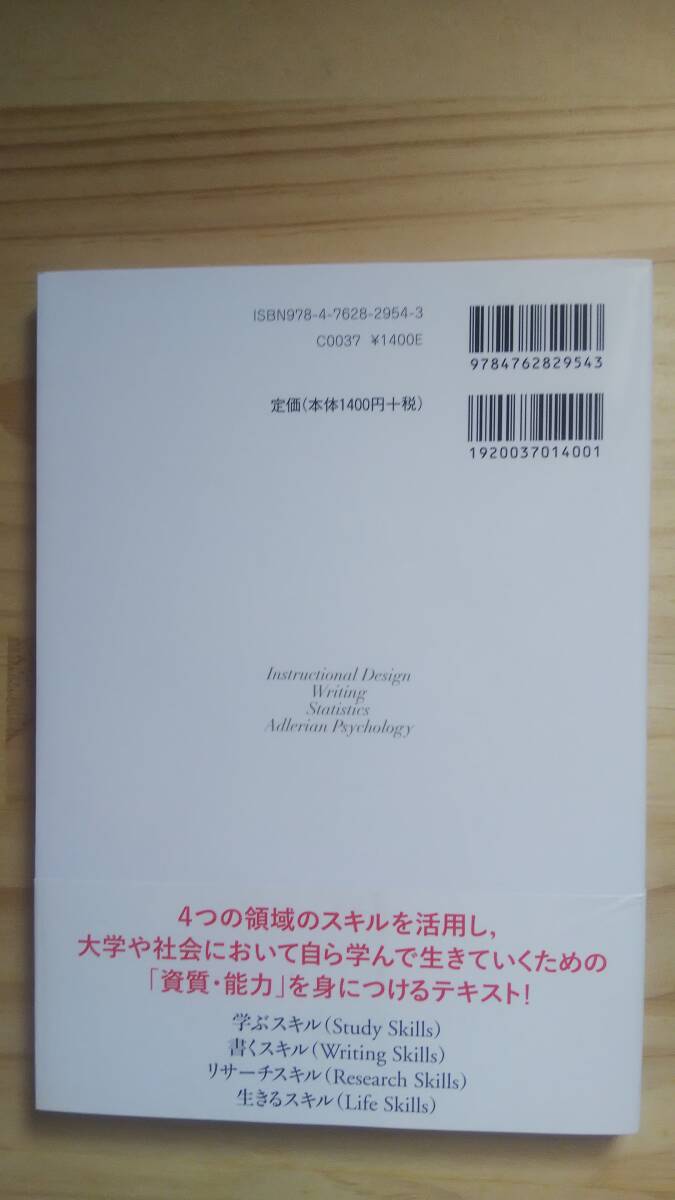 ISBN978-4-7628-2954-3
C0037 ¥1400E
9784762829543
定価(本体1400円+税)
1920037014001
Instructional Design
Writing
Statistics
Adlerian Psychology
4つの領域のスキルを活用し,
大学や社会において自ら学んで生きていくための
「資質・能力」を身につけるテキスト!
学ぶスキル(Study Skills)
書くスキル(Writing Skills)
リサーチスキル(Research Skills)
生きるスキル(Life Skills)